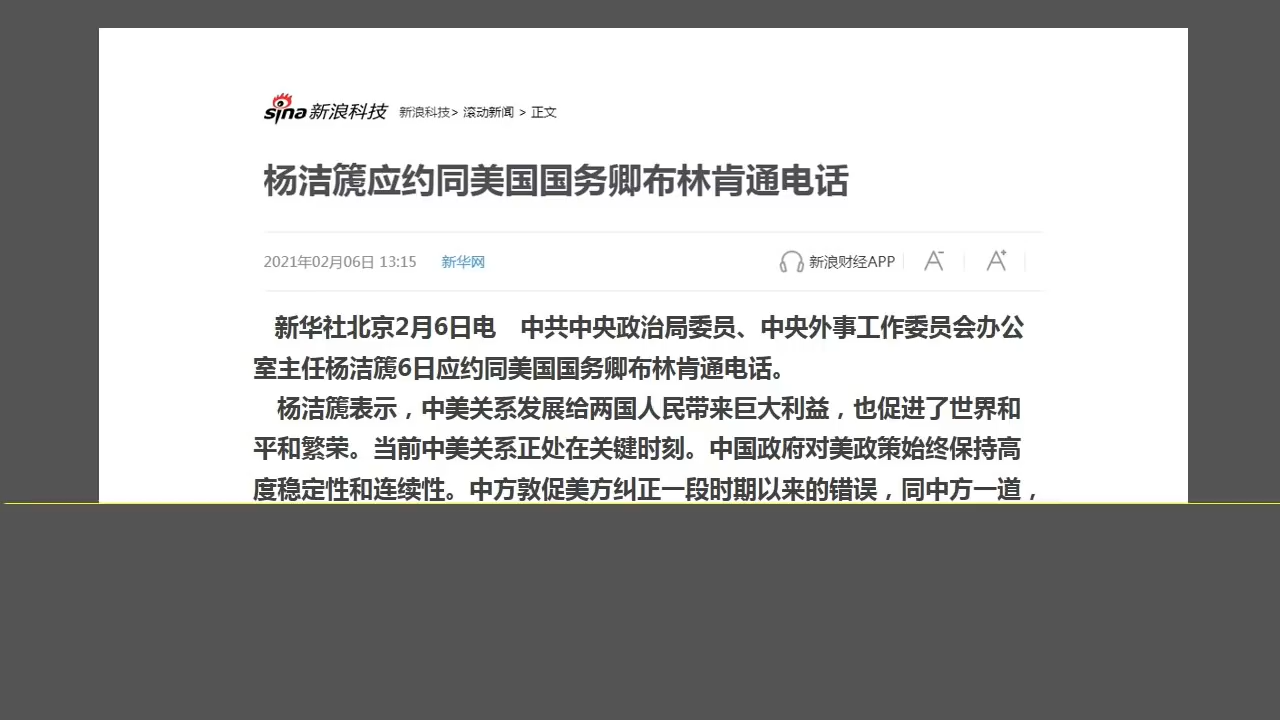 sina新浪科技 新浪科技> 滚动新闻 > 正文
杨洁篪应约同美国国务卿布林肯通电话
2021年02月06日 13:15 新华网 新浪财经APP A- A+
新华社北京2月6日电 中共中央政治局委员、中央外事工作委员会办公
室主任杨洁篪6日应约同美国国务卿布林肯通电话。
杨洁篪表示，中美关系发展给两国人民带来巨大利益，也促进了世界和
平和繁荣。当前中美关系正处在关键时刻。中国政府对美政策始终保持高
度稳定性和连续性。中方敦促美方纠正一段时期以来的错误，同中方一道，